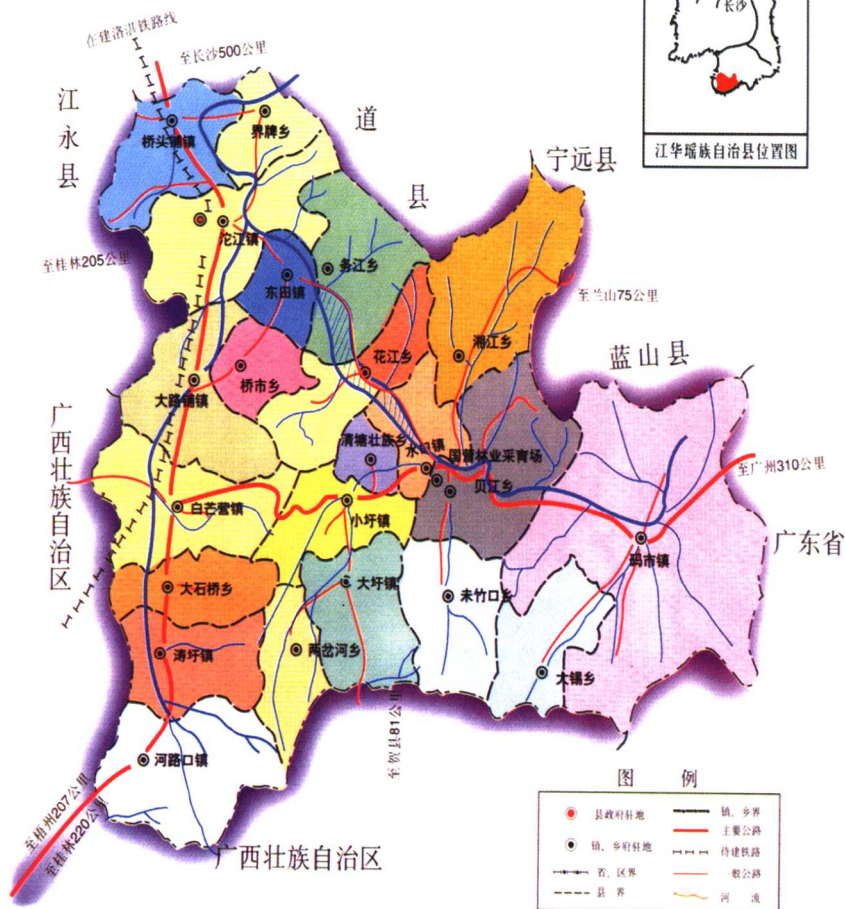 长沙
江华瑶族自治县位置图
在建洛湛铁路线
至长沙500公里
江永县
道
县
宁远县
桥头铺镇
界牌乡
沱江镇
至桂林205公里
东田镇
务江乡
至兰山75公里
花江乡
湘江乡
蓝山县
大路铺镇
桥市乡
广西壮族自治区
清塘壮族乡
水口镇
国营林业采育场
贝江乡
至广州310公里
广东省
白芒营镇
小圩镇
码市镇
大石桥乡
大圩镇
未竹口乡
涛圩镇
两岔河乡
大锡乡
至贺县81公里
河路口镇
至梧州207公里
至桂林220公里
广西壮族自治区
图 例
县政府驻地
镇、乡府驻地
省、区界
县 界
镇、乡界
主要公路
待建铁路
一般公路
河 流